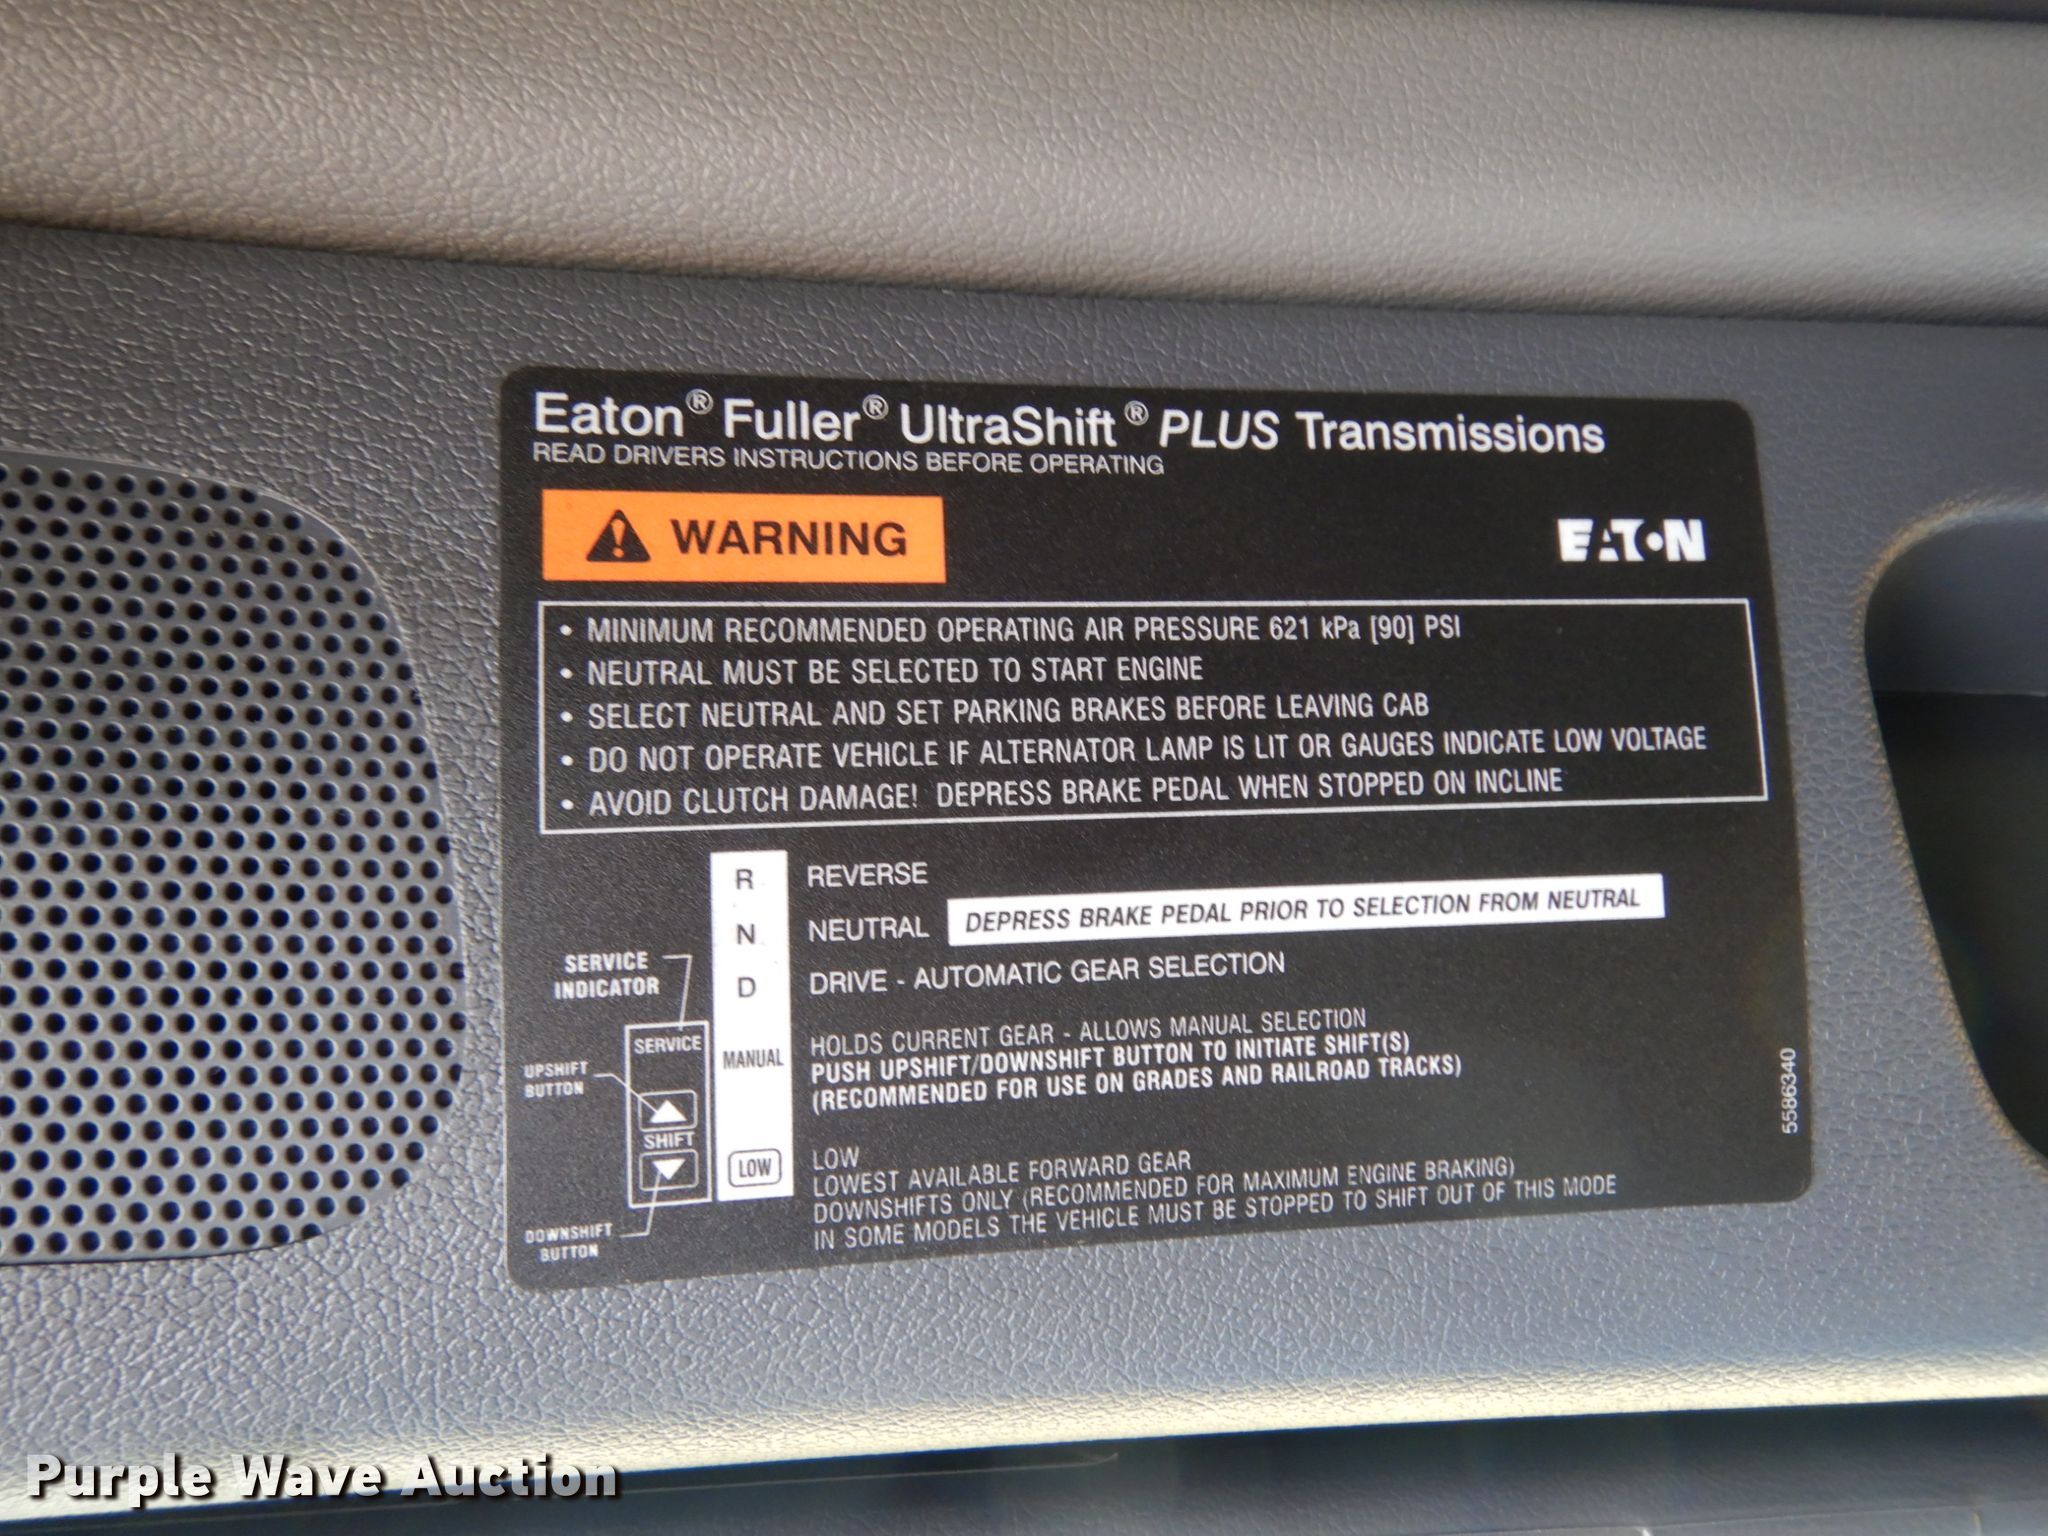 Eaton® Fuller® UltraShift® PLUS Transmissions
READ DRIVERS INSTRUCTIONS BEFORE OPERATING
WARNING
EATON
• MINIMUM RECOMMENDED OPERATING AIR PRESSURE 621 kPa [90] PSI
• NEUTRAL MUST BE SELECTED TO START ENGINE
• SELECT NEUTRAL AND SET PARKING BRAKES BEFORE LEAVING CAB
• DO NOT OPERATE VEHICLE IF ALTERNATOR LAMP IS LIT OR GAUGES INDICATE LOW VOLTAGE
• AVOID CLUTCH DAMAGE! DEPRESS BRAKE PEDAL WHEN STOPPED ON INCLINE
R REVERSE
N NEUTRAL DEPRESS BRAKE PEDAL PRIOR TO SELECTION FROM NEUTRAL
D DRIVE - AUTOMATIC GEAR SELECTION
SERVICE
INDICATOR
SERVICE
UPSHIFT
BUTTON
SHIFT
DOWNSHIFT
BUTTON
MANUAL
HOLDS CURRENT GEAR - ALLOWS MANUAL SELECTION
PUSH UPSHIFT/DOWNSHIFT BUTTON TO INITIATE SHIFT(S)
(RECOMMENDED FOR USE ON GRADES AND RAILROAD TRACKS)
LOW
LOW
LOWEST AVAILABLE FORWARD GEAR
DOWNSHIFTS ONLY (RECOMMENDED FOR MAXIMUM ENGINE BRAKING)
IN SOME MODELS THE VEHICLE MUST BE STOPPED TO SHIFT OUT OF THIS MODE
5586340
Purple Wave Auction